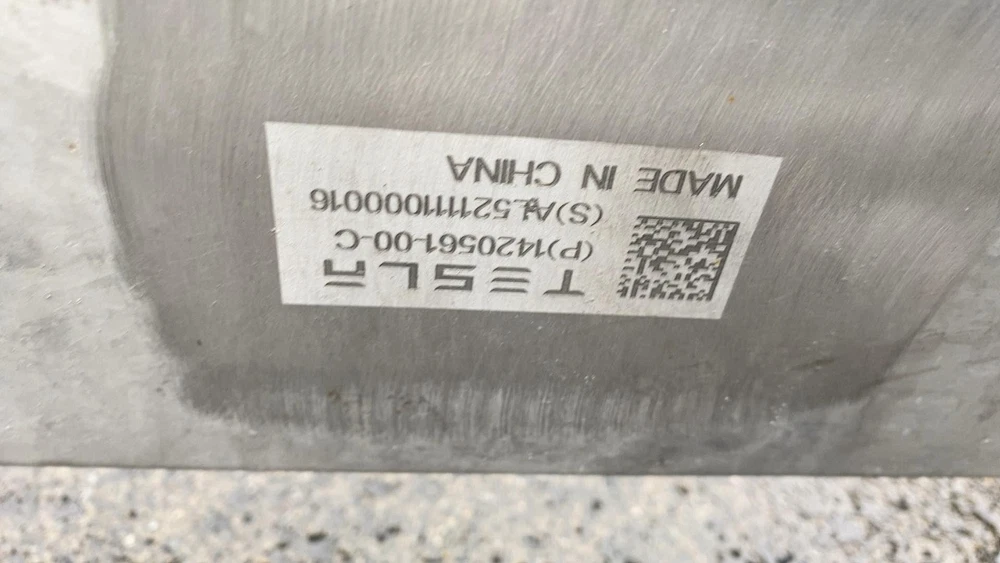 TESLA
(P)1420561-00-C
(S)AL52111000016
MADE IN CHINA